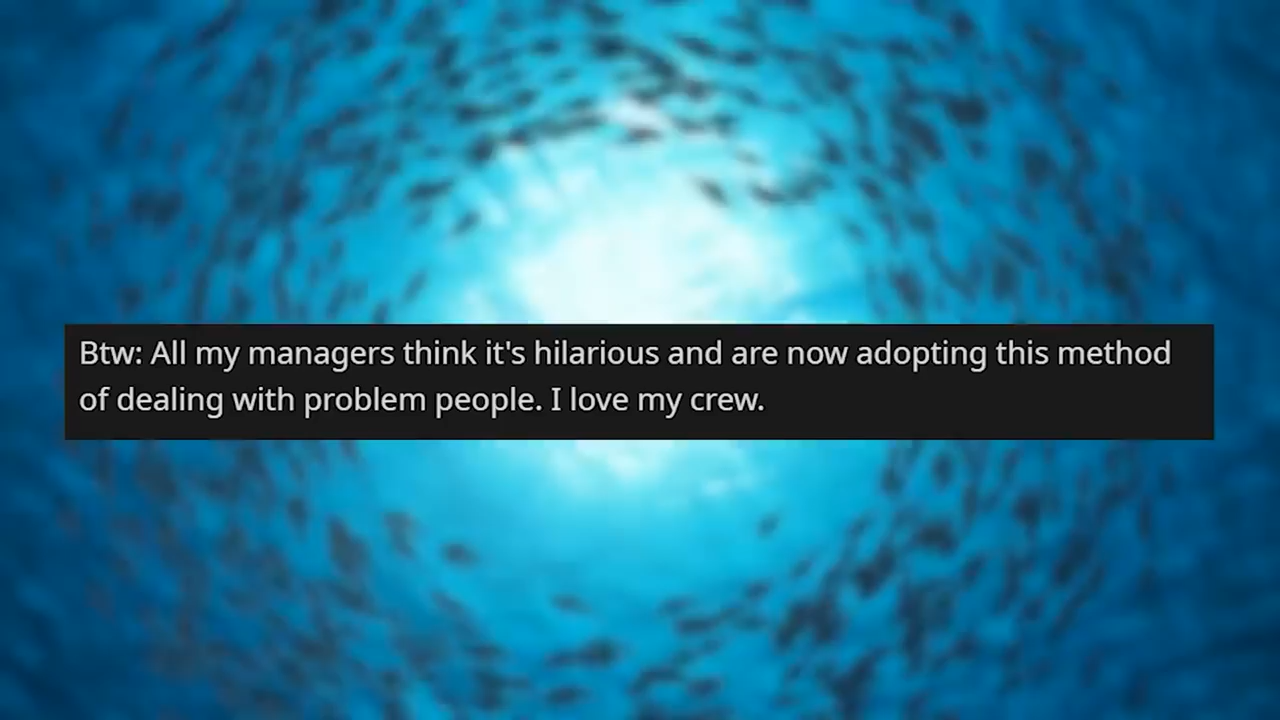 Btw: All my managers think it's hilarious and are now adopting this method
of dealing with problem people. I love my crew.